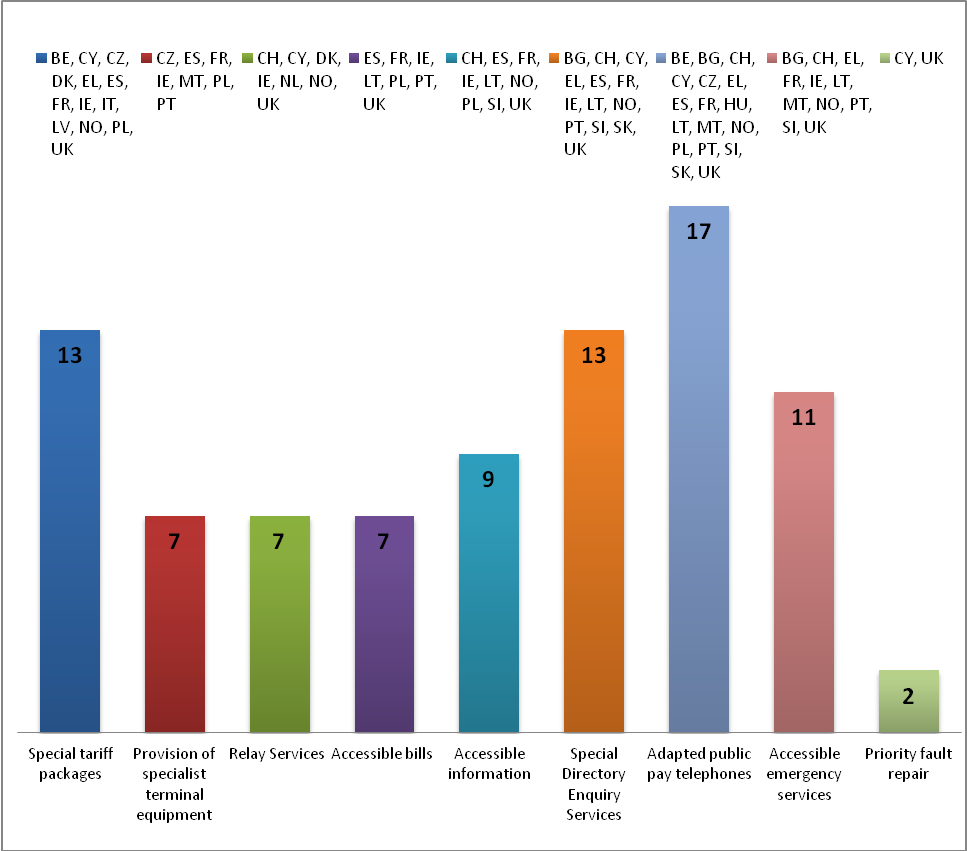 BE, CY, CZ,
DK, EL, ES,
FR, IE, IT,
LV, NO, PL,
UK
CZ, ES, FR,
IE, MT, PL,
PT
CH, CY, DK,
IE, NL, NO,
UK
ES, FR, IE,
LT, PL, PT,
UK
CH, ES, FR,
IE, LT, NO,
PL, SI, UK
BG, CH, CY,
EL, ES, FR,
IE, LT, NO,
PT, SI, SK,
UK
BE, BG, CH,
CY, CZ, EL,
ES, FR, HU,
LT, MT, NO,
PL, PT, SI,
SK, UK
BG, CH, EL,
FR, IE, LT,
MT, NO, PT,
SI, UK
CY, UK
13
7
7
7
9
13
17
11
2
Special tariff
packages
Provision of
specialist
terminal
equipment
Relay Services
Accessible bills
Accessible
information
Special
Directory
Enquiry
Services
Adapted public
pay telephones
Accessible
emergency
services
Priority fault
repair